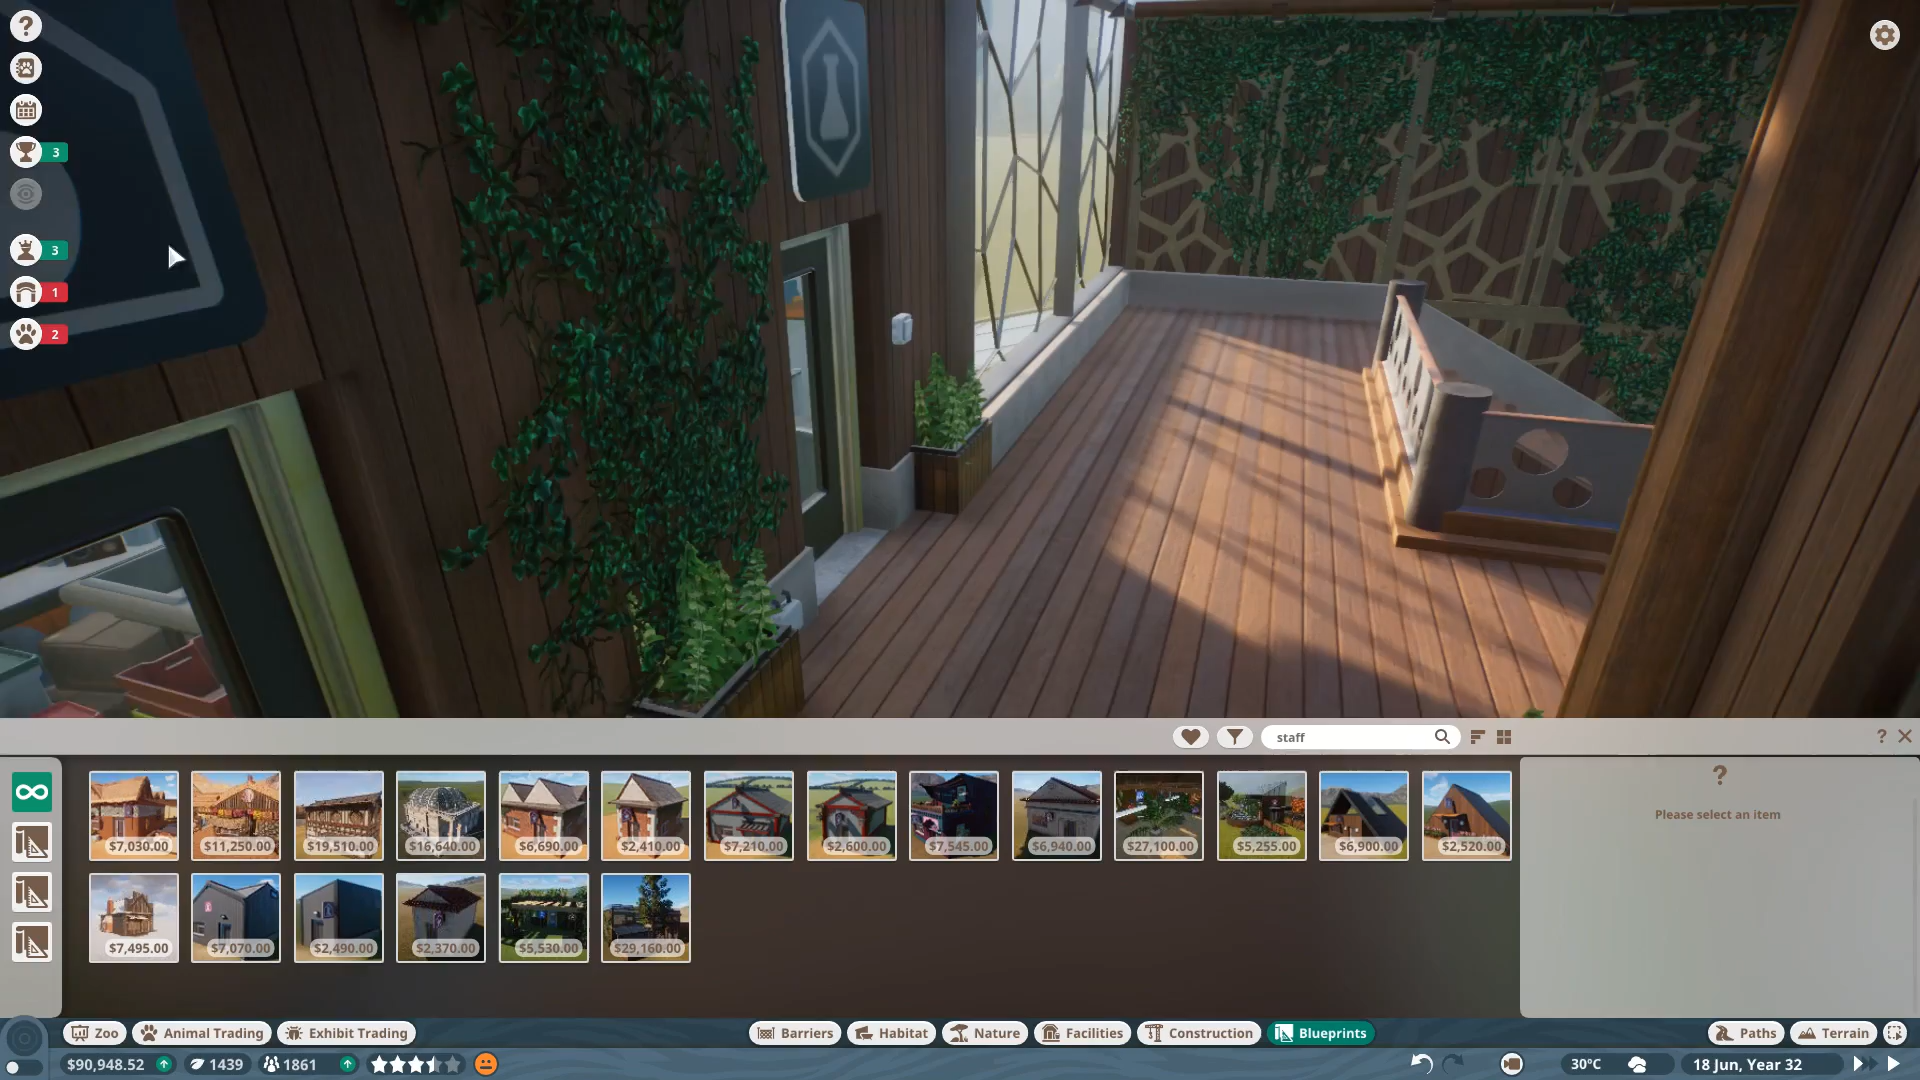 ?
3
3
1
2
staff
?
?
Please select an item
$7,030.00 $11,250.00 $19,510.00 $16,640.00 $6,690.00 $2,410.00 $7,210.00 $2,600.00 $7,545.00 $6,940.00 $27,100.00 $5,255.00 $6,900.00 $2,520.00
$7,495.00 $7,070.00 $2,490.00 $2,370.00 $5,530.00 $29,160.00
Zoo Animal Trading Exhibit Trading Barriers Habitat Nature Facilities Construction Blueprints Paths Terrain
$90,948.52 1439 1861 30°C 18 Jun, Year 32